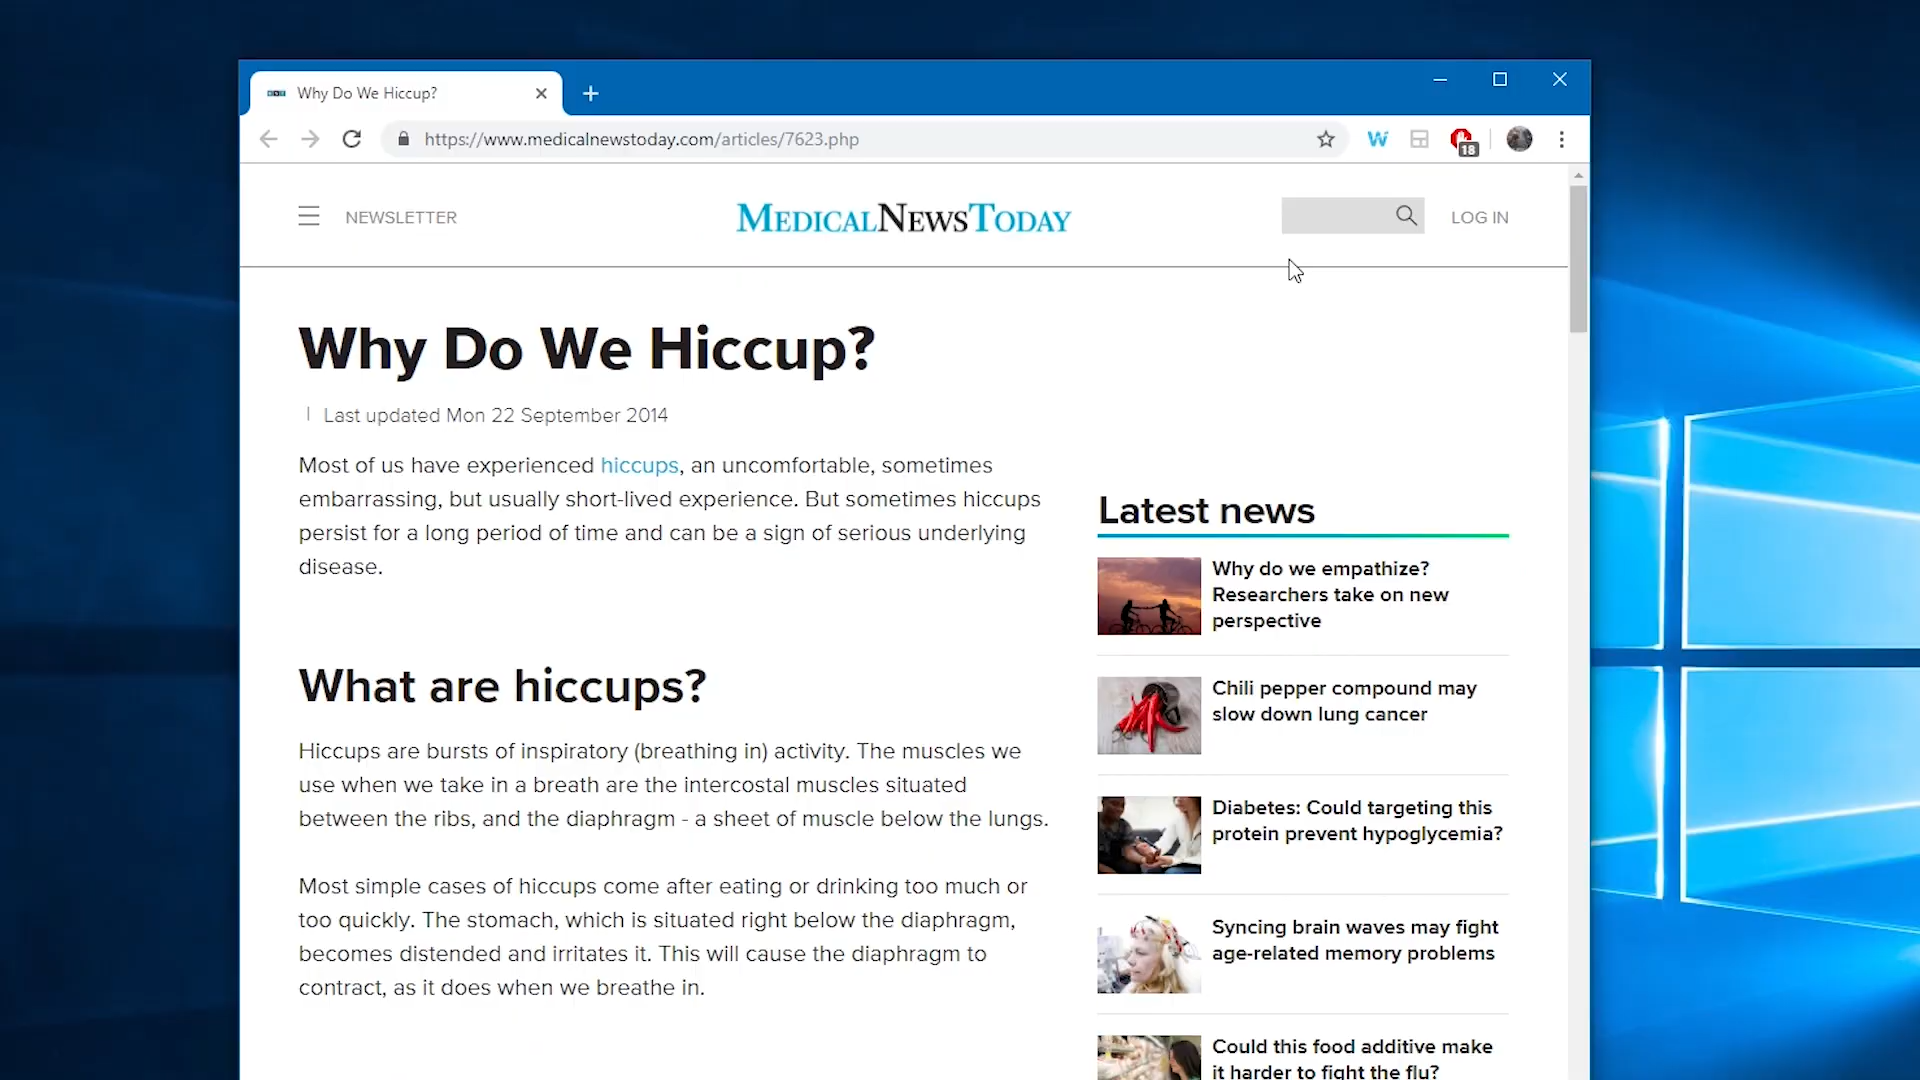 Why Do We Hiccup?
https://www.medicalnewstoday.com/articles/7623.php
18
NEWSLETTER
MEDICALNEWSTODAY
LOG IN
Why Do We Hiccup?
Last updated Mon 22 September 2014
Most of us have experienced hiccups, an uncomfortable, sometimes
embarrassing, but usually short-lived experience. But sometimes hiccups
persist for a long period of time and can be a sign of serious underlying
disease.
What are hiccups?
Hiccups are bursts of inspiratory (breathing in) activity. The muscles we
use when we take in a breath are the intercostal muscles situated
between the ribs, and the diaphragm - a sheet of muscle below the lungs.
Most simple cases of hiccups come after eating or drinking too much or
too quickly. The stomach, which is situated right below the diaphragm,
becomes distended and irritates it. This will cause the diaphragm to
contract, as it does when we breathe in.
Latest news
Why do we empathize?
Researchers take on new
perspective
Chili pepper compound may
slow down lung cancer
Diabetes: Could targeting this
protein prevent hypoglycemia?
Syncing brain waves may fight
age-related memory problems
Could this food additive make
it harder to fight the flu?